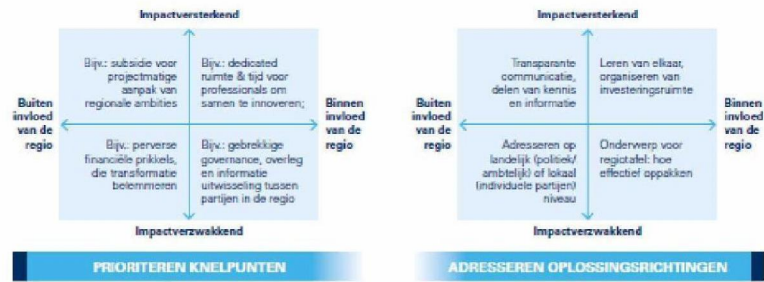 Impactversterkend
Bijv.: subsidie voor
projectmatige
aanpak van
regionale ambities
Bijv.: dedicated
ruimte & tijd voor
professionals om
samen te innoveren;
Buiten
invloed
van de
regio
Binnen
invloed
van de
regio
Bijv.: perverse
financiële prikkels,
die transformatie
belemmeren
Bijv.: gebrekkige
governance, overleg
en informatie
uitwisseling tussen
partijen in de regio
Impactverzwakkend
PRIORITEREN KNELPUNTEN
Impactversterkend
Transparante
communicatie,
delen van kennis
en informatie
Leren van elkaar,
organiseren van
investeringsruimte
Buiten
invloed
van de
regio
Binnen
invloed
van de
regio
Adresseren op
landelijk (politiek/
ambtelijk) of lokaal
(individuele partijen)
niveau
Onderwerp voor
regiotafel: hoe
effectief oppakken
Impactverzwakkend
ADRESSEREN OPLOSSINGSRICHTINGEN